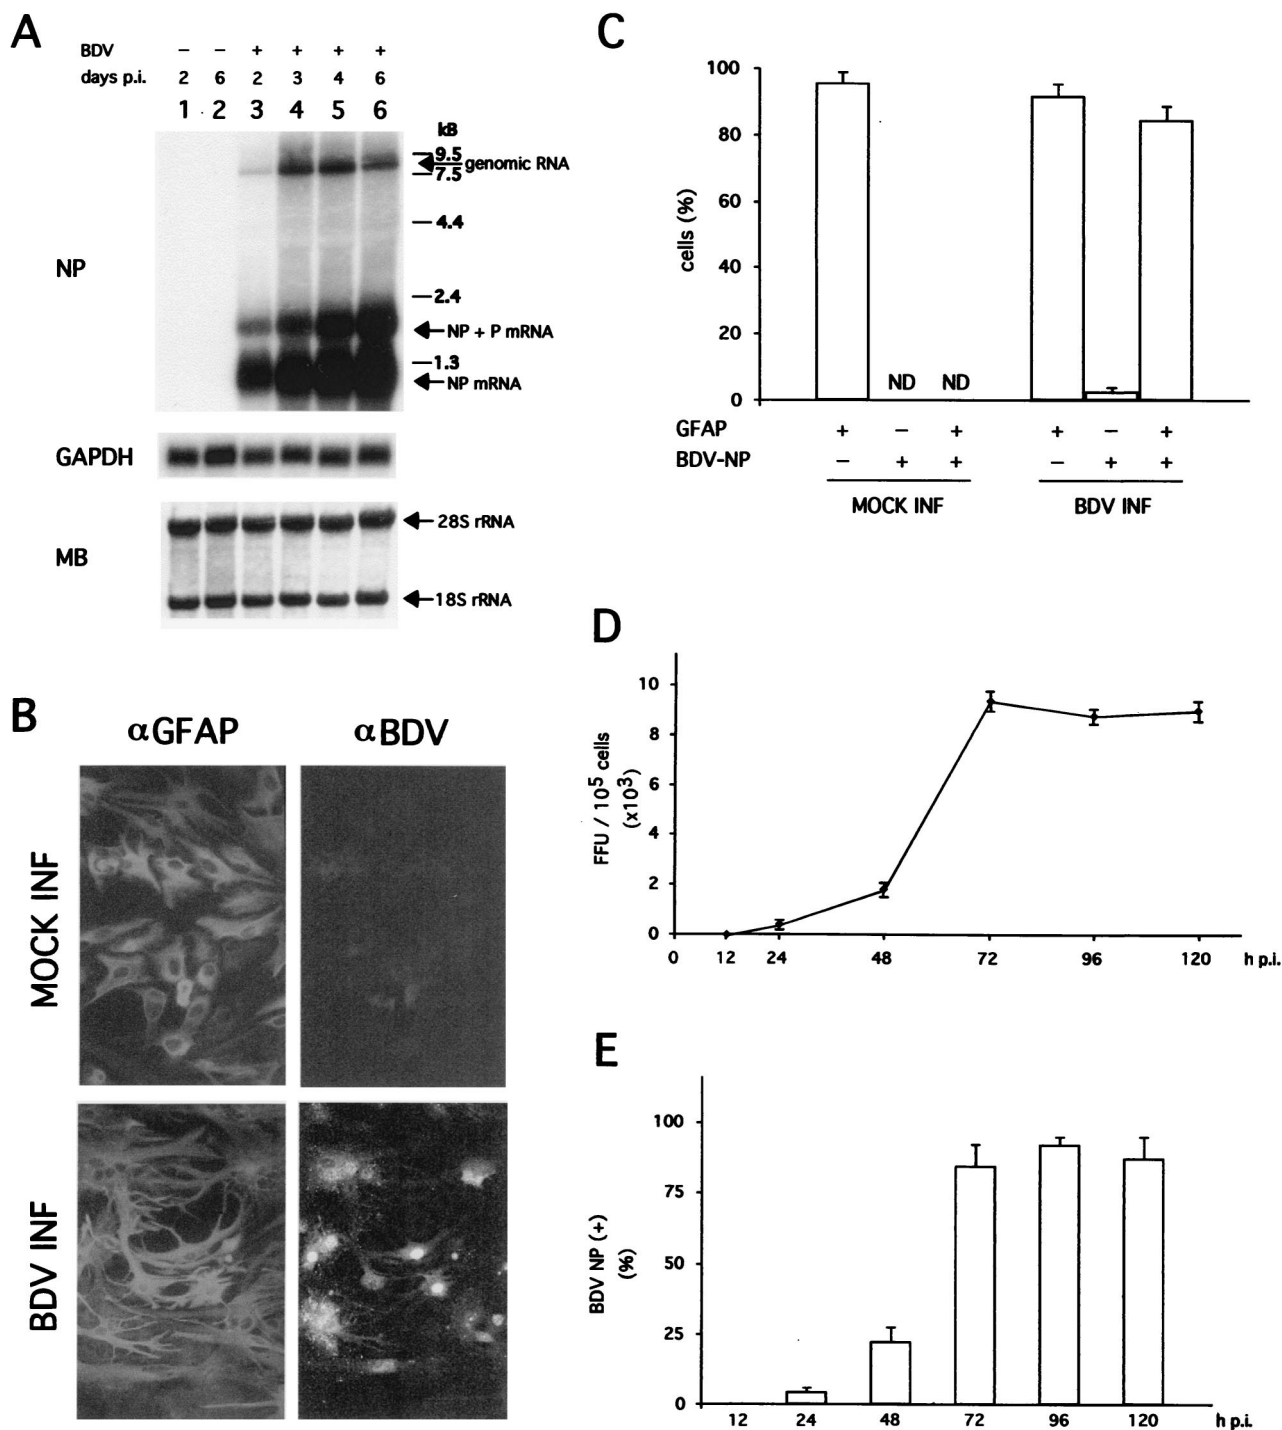 A
BDV − − + + + +
days p.i. 2 6 2 3 4 6
1 2 3 4 5 6
kB
9.5
genomic RNA
7.5
4.4
NP
2.4
NP + P mRNA
1.3
NP mRNA
GAPDH
28S rRNA
MB
18S rRNA
B
αGFAP αBDV
MOCK INF
BDV INF
C
100
80
60
40
20
0
cells (%)
ND ND
GFAP + − + + − +
BDV-NP − + + − + +
MOCK INF BDV INF
D
10
8
6
4
2
0
FFU / 10⁵ cells
(x10³)
0 12 24 48 72 96 120 h p.i.
E
100
75
50
25
0
BDV NP (+)
(%)
12 24 48 72 96 120 h p.i.